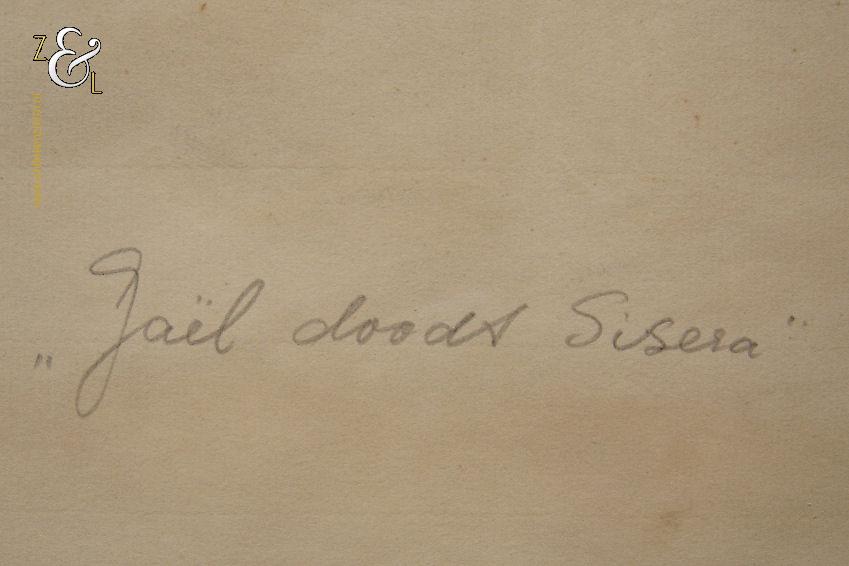 Z&L
„Jaël doodt Sisera"